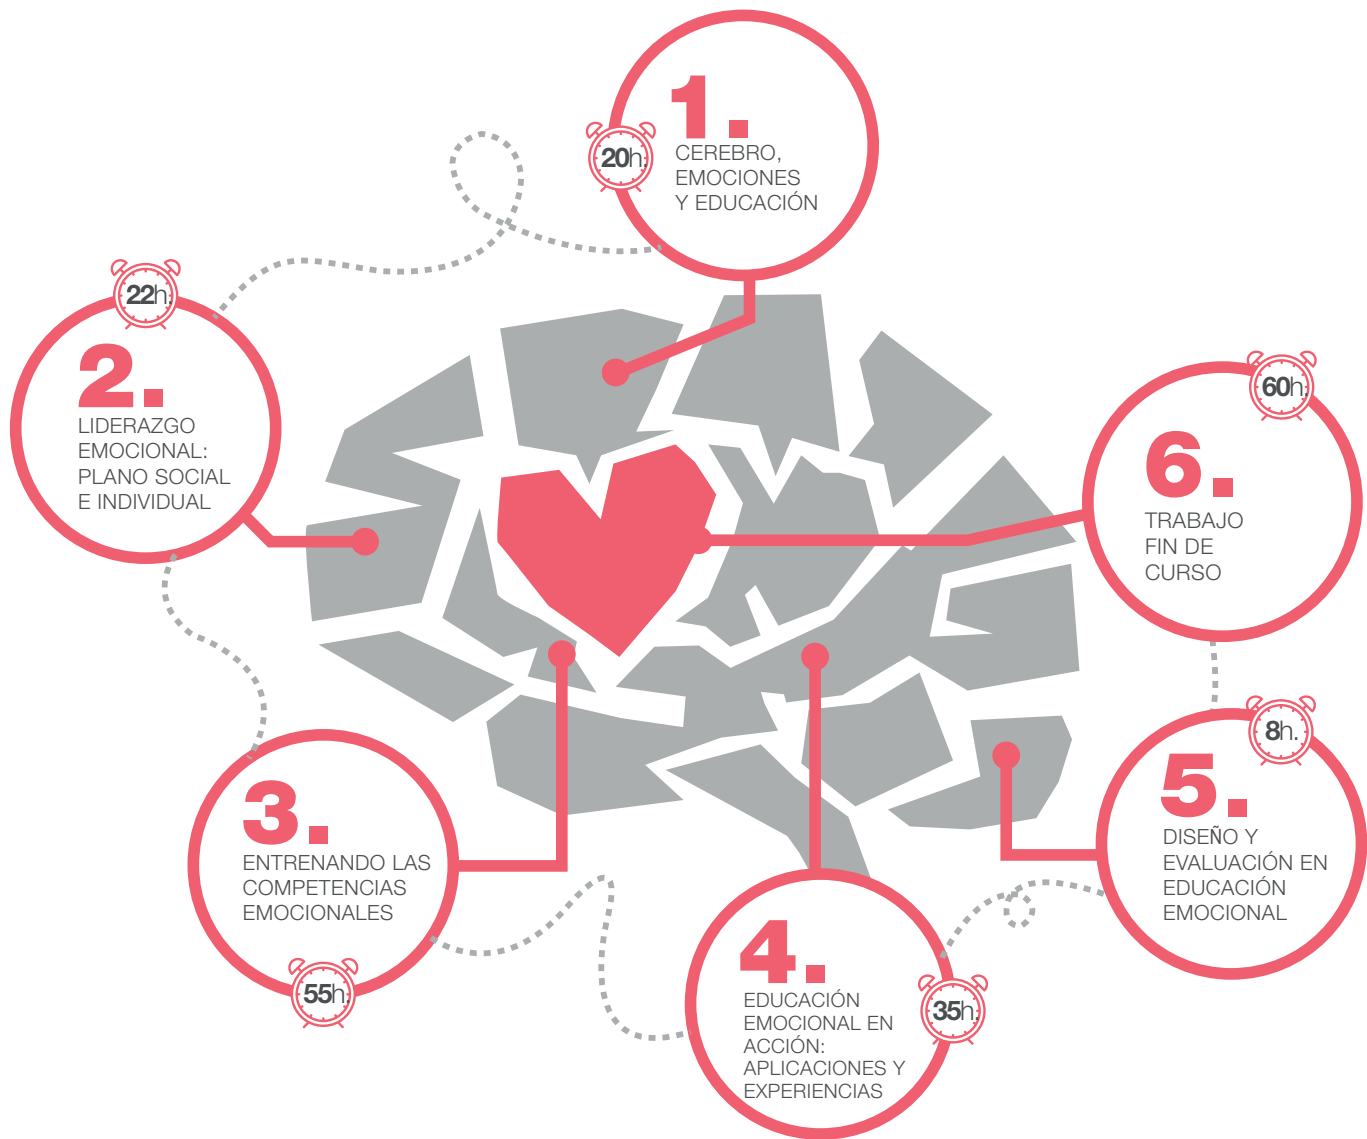 1.
20h.
CEREBRO,
EMOCIONES
Y EDUCACIÓN
22h.
2.
LIDERAZGO
EMOCIONAL:
PLANO SOCIAL
E INDIVIDUAL
3.
ENTRENANDO LAS
COMPETENCIAS
EMOCIONALES
55h.
4.
EDUCACIÓN
EMOCIONAL EN
ACCIÓN:
APLICACIONES Y
EXPERIENCIAS
35h.
8h.
5.
DISEÑO Y
EVALUACIÓN EN
EDUCACIÓN
EMOCIONAL
60h.
6.
TRABAJO
FIN DE
CURSO